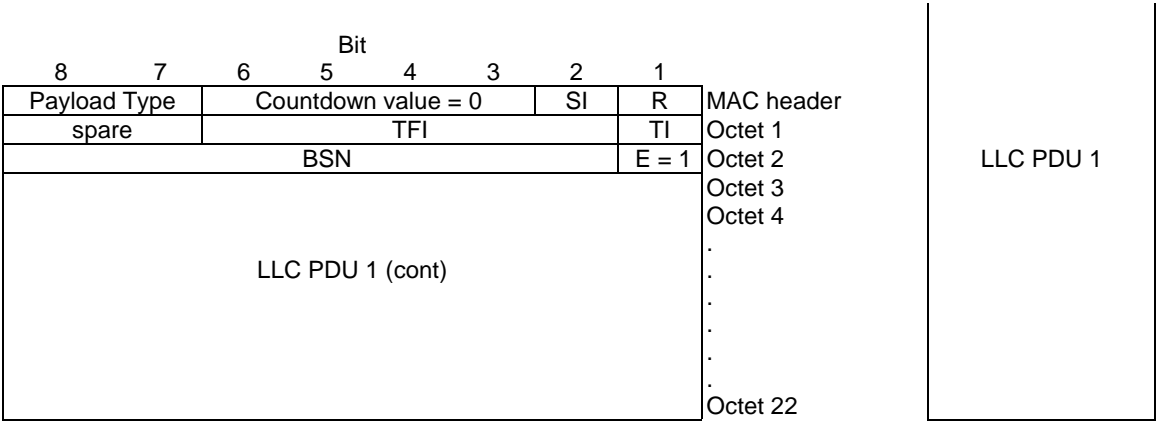 Bit
8 7 6 5 4 3 2 1
Payload Type Countdown value = 0 SI R MAC header
spare TFI TI Octet 1
BSN E = 1 Octet 2 LLC PDU 1
Octet 3
Octet 4
.
LLC PDU 1 (cont) .
.
.
.
.
Octet 22